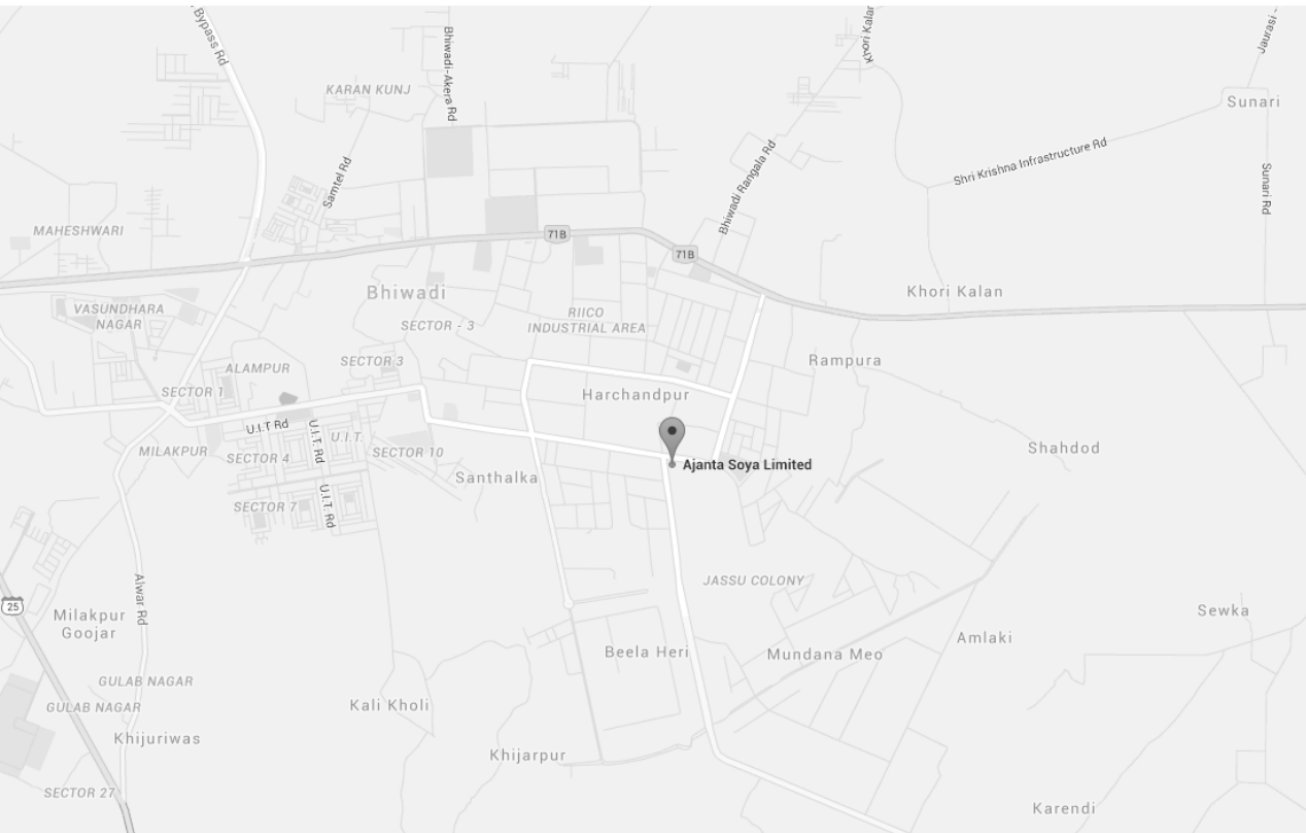 Bypass Rd
Bhiwadi-Akera Rd
Khori Kalan
Jaurasi -
KARAN KUNJ
Sunari
Samtel Rd
Bhiwadi Rangala Rd
Shri Krishna Infrastructure Rd
Sunari Rd
MAHESHWARI
71B
71B
Bhiwadi
Khori Kalan
VASUNDHARA
NAGAR
RIICO
INDUSTRIAL AREA
SECTOR - 3
SECTOR 3
ALAMPUR
Rampura
SECTOR 1
Harchandpur
U.I.T Rd
U.I.T. Rd
U.I.T.
MILAKPUR
SECTOR 4
SECTOR 10
Shahdod
Ajanta Soya Limited
Santhalka
SECTOR 7
U.I.T. Rd
Alwar Rd
JASSU COLONY
25
Milakpur
Goojar
Sewka
Amlaki
Beela Heri
Mundana Meo
GULAB NAGAR
GULAB NAGAR
Kali Kholi
Khijuriwas
Khijarpur
SECTOR 27
Karendi